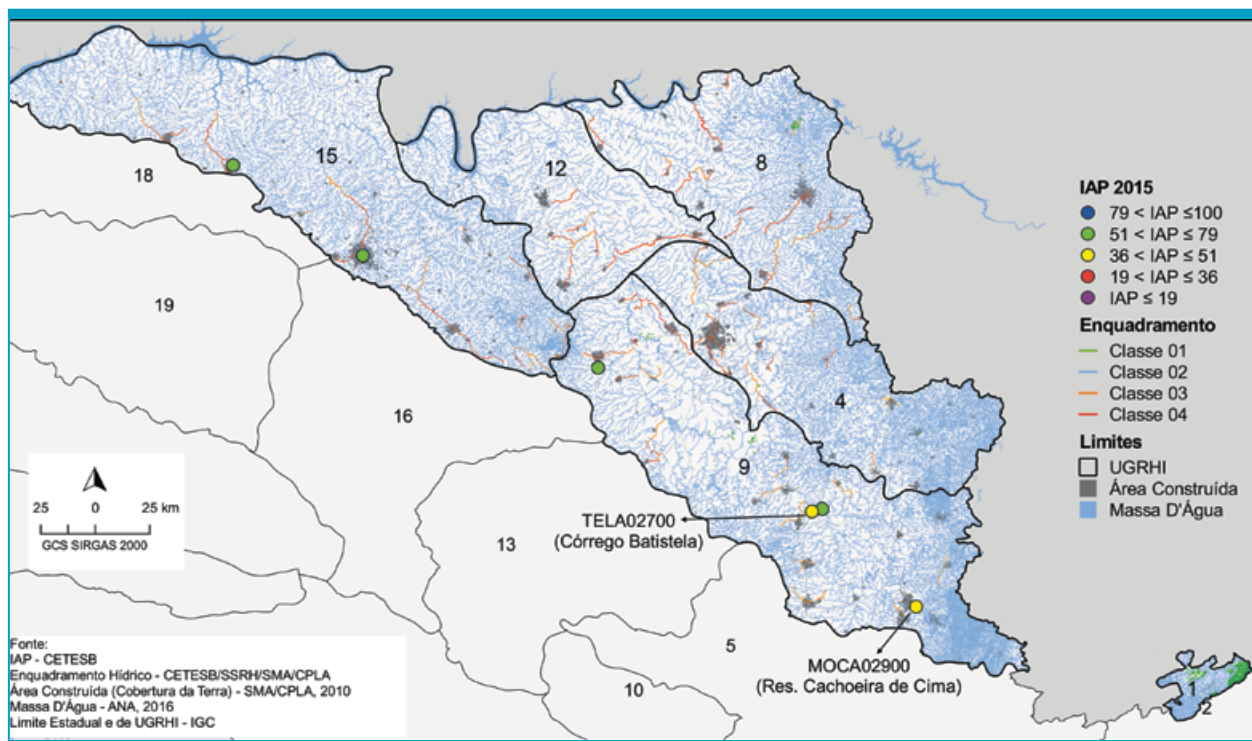 18
15
12
8
19
16
4
9
13
5
10
1
2
TELA02700
(Córrego Batistela)
MOCA02900
(Res. Cachoeira de Cima)
IAP 2015
79 < IAP ≤100
51 < IAP ≤ 79
36 < IAP ≤ 51
19 < IAP ≤ 36
IAP ≤ 19
Enquadramento
Classe 01
Classe 02
Classe 03
Classe 04
Limites
UGRHI
Área Construída
Massa D'Água
25 0 25 km
GCS SIRGAS 2000
Fonte:
IAP - CETESB
Enquadramento Hídrico - CETESB/SSRH/SMA/CPLA
Área Construída (Cobertura da Terra) - SMA/CPLA, 2010
Massa D'Água - ANA, 2016
Limite Estadual e de UGRHI - IGC